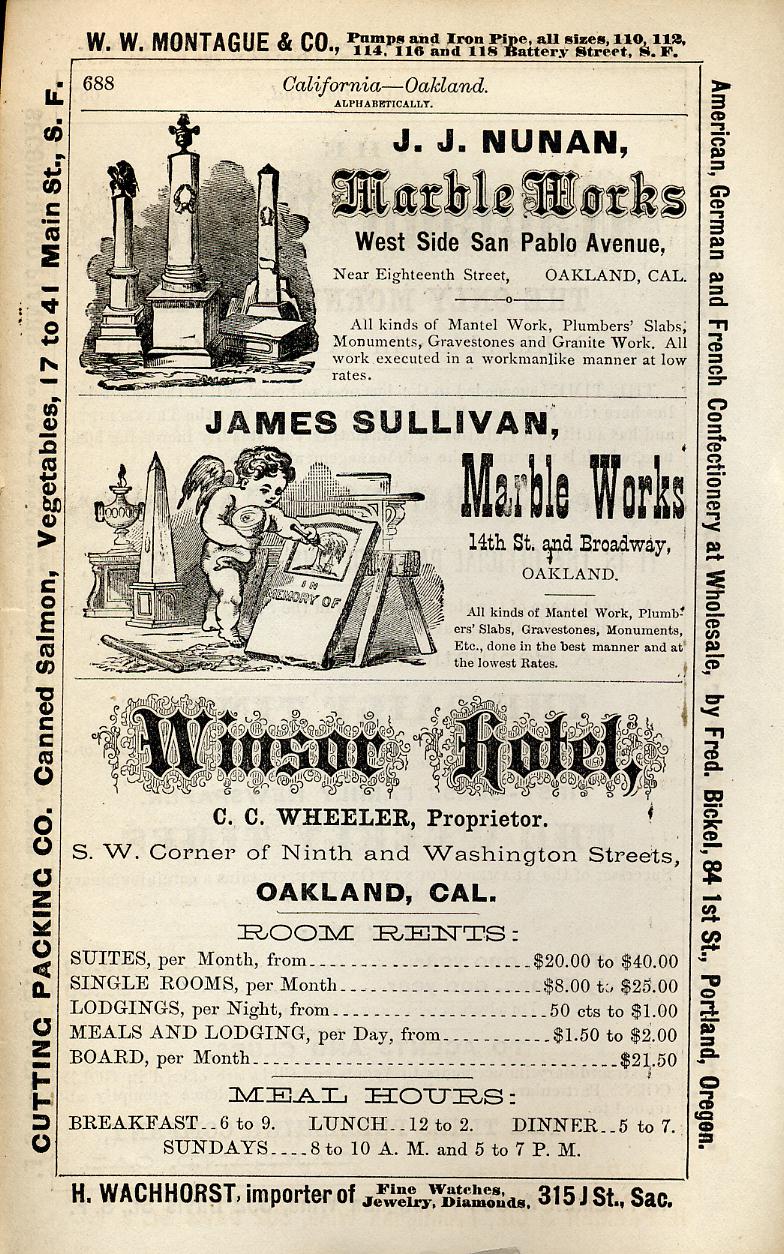 W. W. MONTAGUE & CO., Pumps and Iron Pipe, all sizes, 110, 112,
114, 116 and 118 Battery Street, S. F.
688
California—Oakland.
ALPHABETICALLY.
J. J. NUNAN,
Marble Works
West Side San Pablo Avenue,
Near Eighteenth Street, OAKLAND, CAL.
All kinds of Mantel Work, Plumbers' Slabs,
Monuments, Gravestones and Granite Work. All
work executed in a workmanlike manner at low
rates.
JAMES SULLIVAN,
Marble Works
14th St. and Broadway,
OAKLAND.
IN
MEMORY OF
All kinds of Mantel Work, Plumb-
ers' Slabs, Gravestones, Monuments,
Etc., done in the best manner and at
the lowest Rates.
Winsor Hotel,
C. C. WHEELER, Proprietor.
S. W. Corner of Ninth and Washington Streets,
OAKLAND, CAL.
ROOM RENTS:
SUITES, per Month, from $20.00 to $40.00
SINGLE ROOMS, per Month $8.00 to $25.00
LODGINGS, per Night, from 50 cts to $1.00
MEALS AND LODGING, per Day, from $1.50 to $2.00
BOARD, per Month $21.50
MEAL HOURS:
BREAKFAST..6 to 9. LUNCH..12 to 2. DINNER..5 to 7.
SUNDAYS....8 to 10 A. M. and 5 to 7 P. M.
H. WACHHORST, importer of Fine Watches, Jewelry, Diamonds, 315 J St., Sac.
CUTTING PACKING CO. Canned Salmon, Vegetables, 17 to 41 Main St., S. F.
American, German and French Confectionery at Wholesale, by Fred. Bickel, 84 1st St., Portland, Oregon.